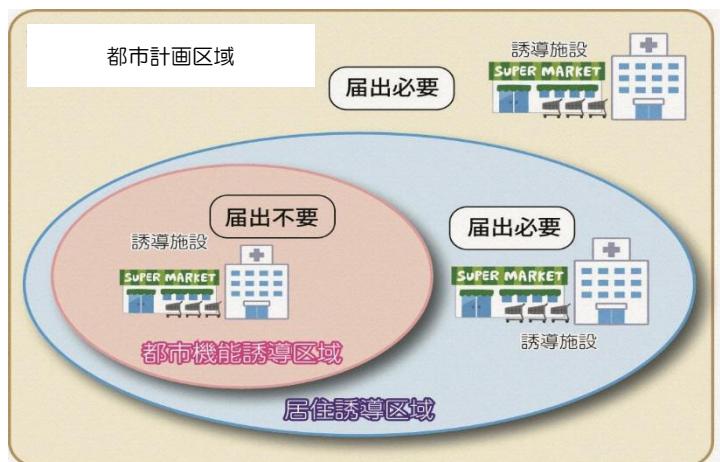 都市計画区域
誘導施設
SUPER MARKET
届出必要
届出不要
誘導施設
SUPER MARKET
届出必要
SUPER MARKET
誘導施設
都市機能誘導区域
居住誘導区域